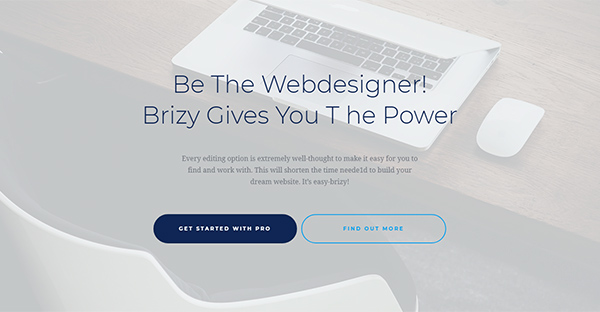 Be The Webdesigner!
Brizy Gives You T he Power
Every editing option is extremely well-thought to make it easy for you to
find and work with. This will shorten the time neede1d to build your
dream website. It's easy-brizy!
GET STARTED WITH PRO
FIND OUT MORE